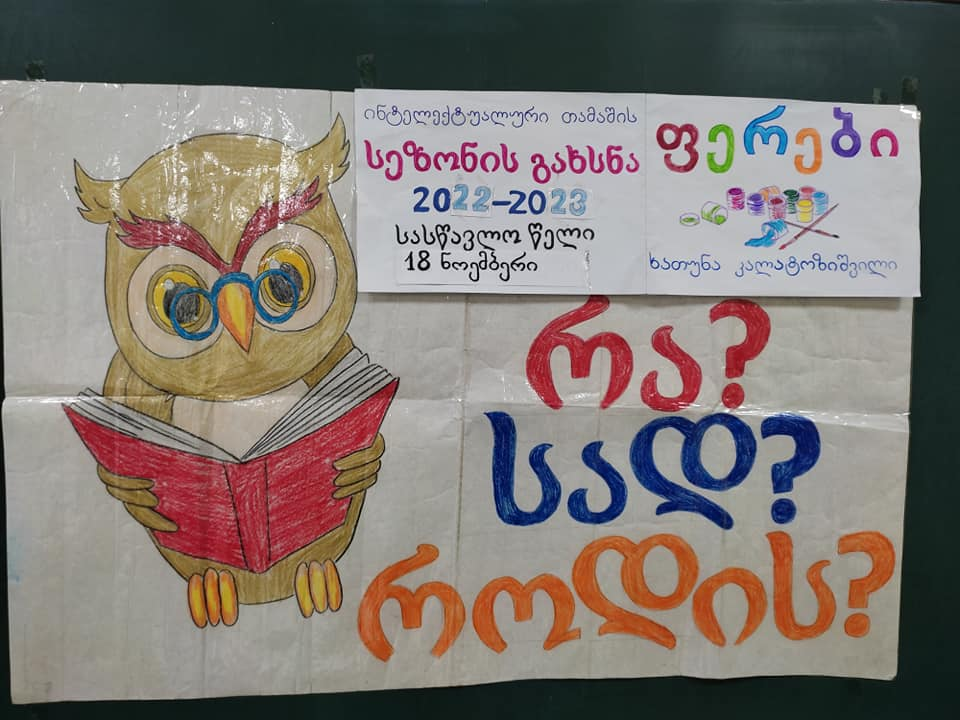 ინტელექტუალური თამაშის
სეზონის გახსნა
2022-2023
სასწავლო წელი
18 ნოემბერი
ფერები
ხათუნა კალატოზიშვილი
რა?
სად?
როდის?